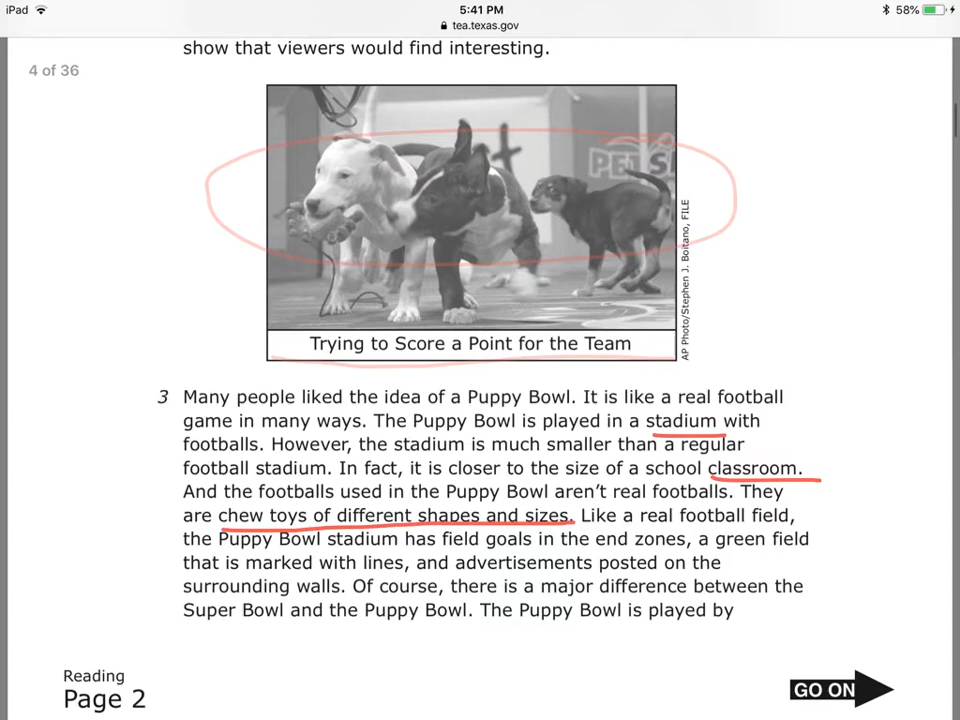 iPad
5:41 PM
58%
tea.texas.gov
show that viewers would find interesting.
4 of 36
PET S
AP Photo/Stephen J. Boitano, FILE
Trying to Score a Point for the Team
3 Many people liked the idea of a Puppy Bowl. It is like a real football
game in many ways. The Puppy Bowl is played in a stadium with
footballs. However, the stadium is much smaller than a regular
football stadium. In fact, it is closer to the size of a school classroom.
And the footballs used in the Puppy Bowl aren’t real footballs. They
are chew toys of different shapes and sizes. Like a real football field,
the Puppy Bowl stadium has field goals in the end zones, a green field
that is marked with lines, and advertisements posted on the
surrounding walls. Of course, there is a major difference between the
Super Bowl and the Puppy Bowl. The Puppy Bowl is played by
Reading
Page 2
GO ON